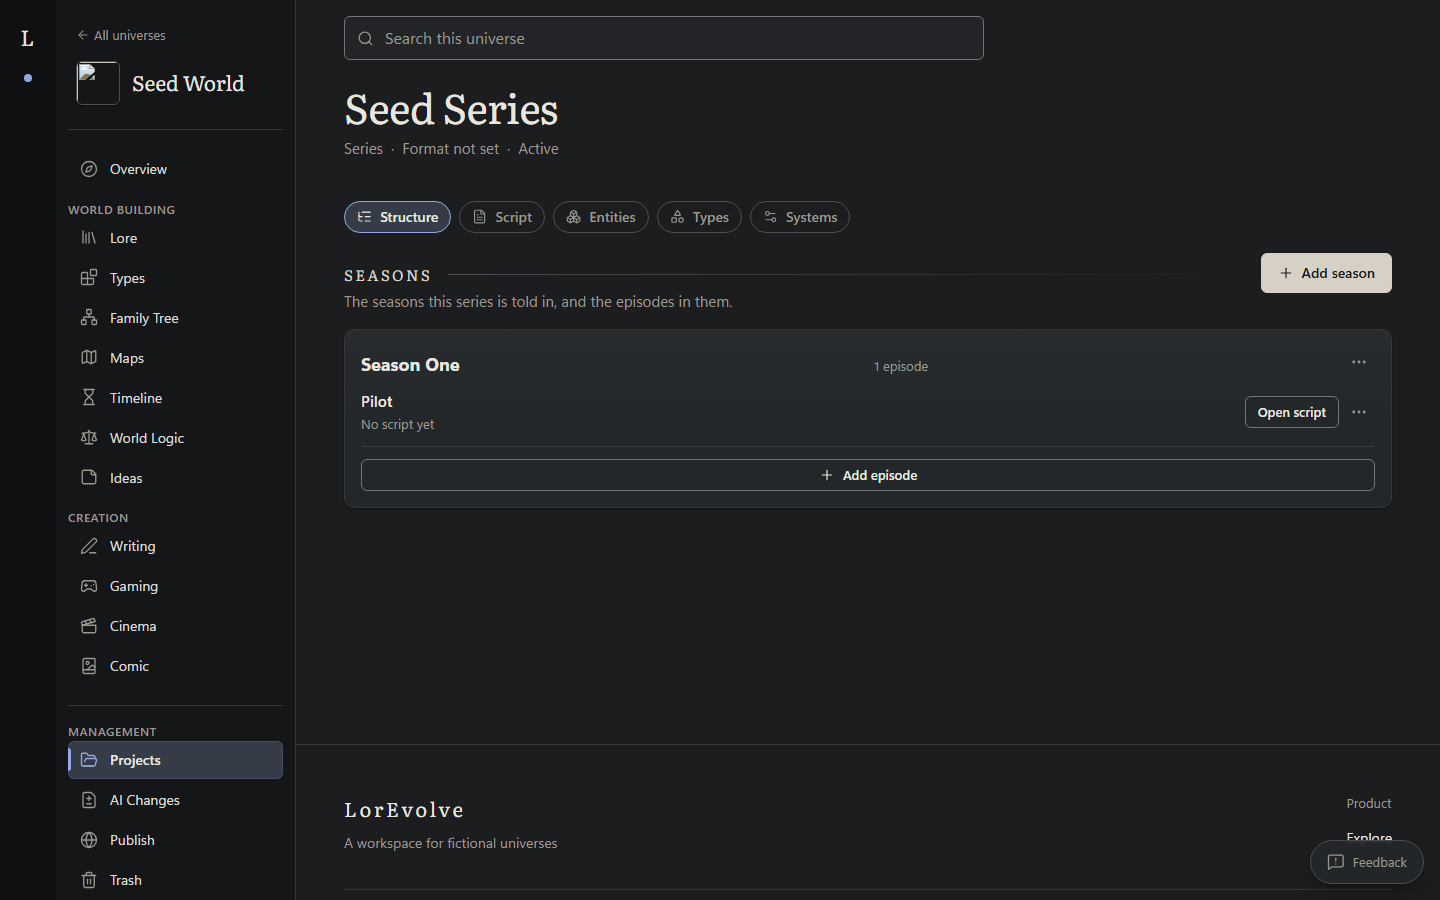 L
All universes
Seed World
Overview
WORLD BUILDING
Lore
Types
Family Tree
Maps
Timeline
World Logic
Ideas
CREATION
Writing
Gaming
Cinema
Comic
MANAGEMENT
Projects
AI Changes
Publish
Trash
Search this universe
Seed Series
Series · Format not set · Active
Structure Script Entities Types Systems
SEASONS
Add season
The seasons this series is told in, and the episodes in them.
Season One 1 episode
Pilot
No script yet
Open script
Add episode
LorEvolve
A workspace for fictional universes
Product
Explore
Feedback